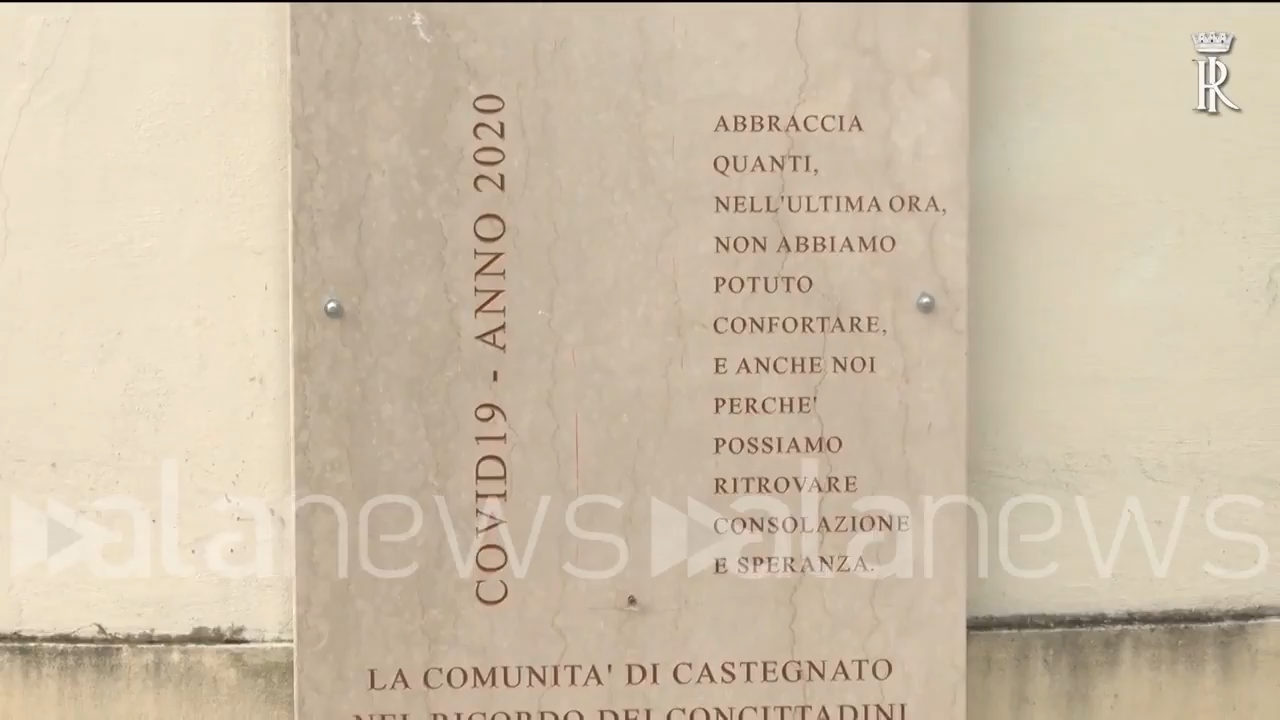 COVID19 - ANNO 2020
ABBRACCIA
QUANTI,
NELL'ULTIMA ORA,
NON ABBIAMO
POTUTO
CONFORTARE,
E ANCHE NOI
PERCHE'
POSSIAMO
RITROVARE
CONSOLAZIONE
E SPERANZA.
LA COMUNITA' DI CASTEGNATO
NEL RICORDO DEI CONCITTADINI
alanews alanews